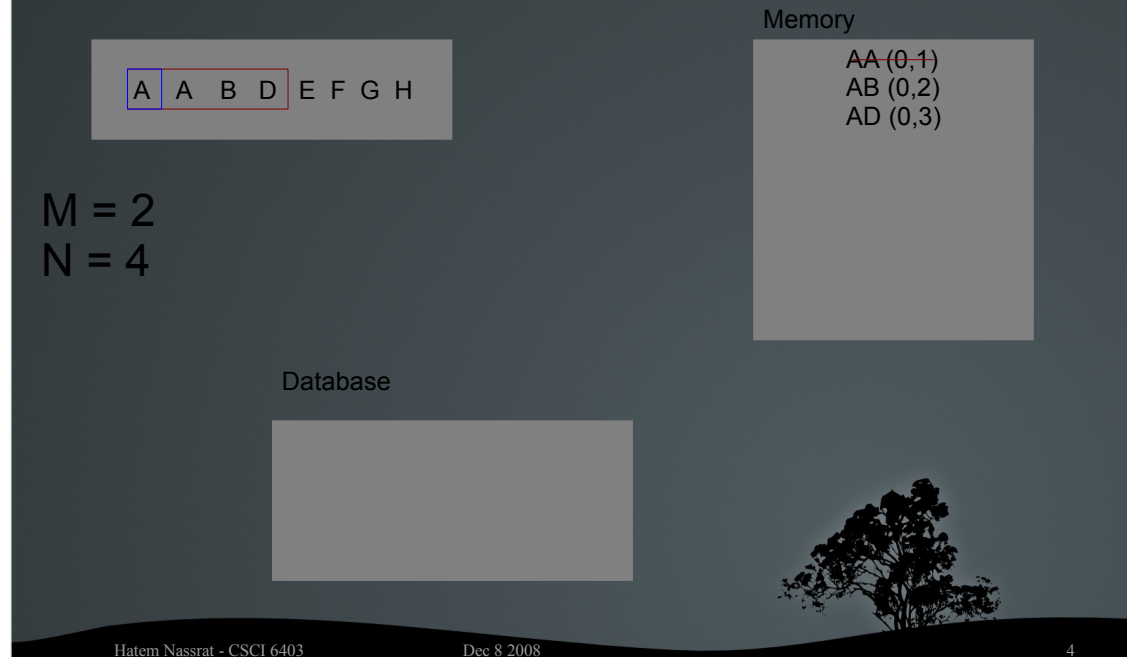 Memory
A A B D E F G H
AA (0,1)
AB (0,2)
AD (0,3)
M = 2
N = 4
Database
Hatem Nassrat - CSCI 6403 Dec 8 2008 4